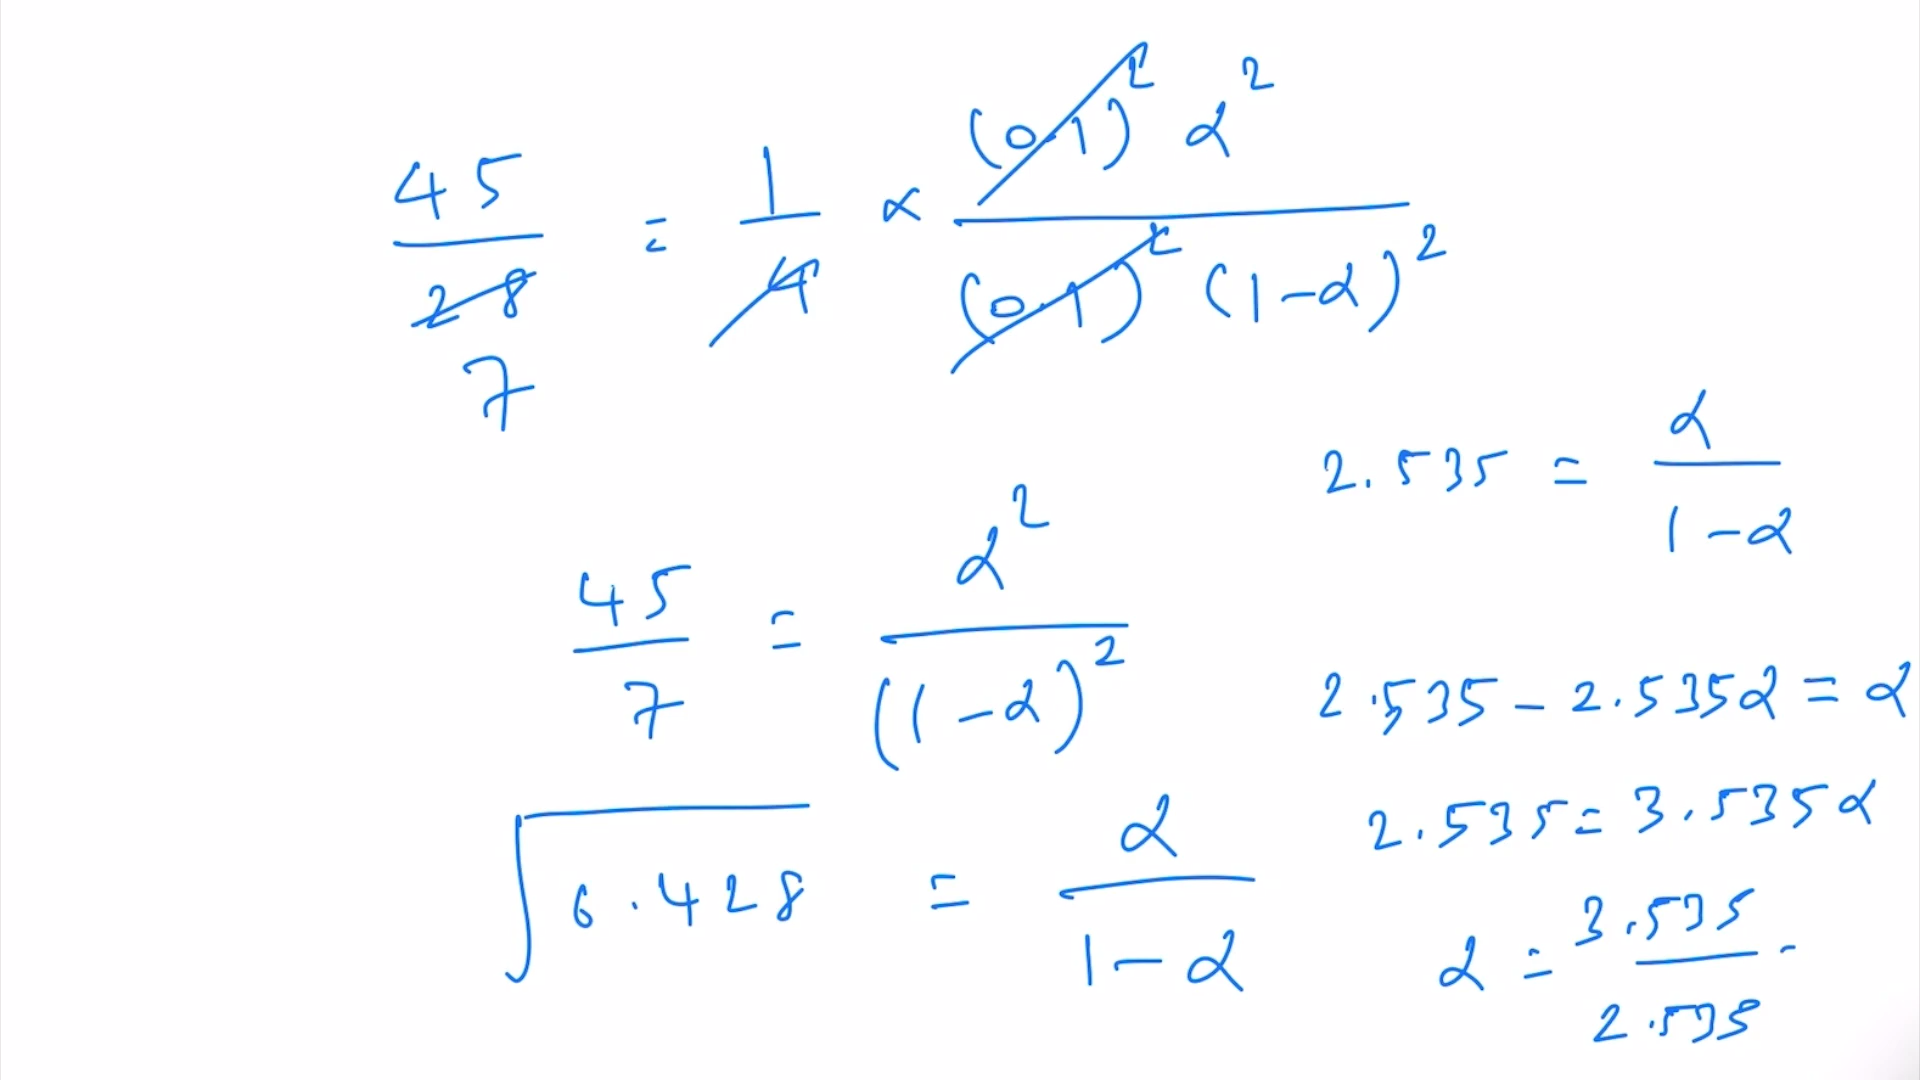 45/28 = 1/4 × (0.1)² α² / (0.1)² (1-α)²
7
45/7 = α² / (1-α)²
√6.428 = α / 1-α
2.535 = α / 1-α
2.535 - 2.535α = α
2.535 = 3.535α
α = 3.535 / 2.535 -